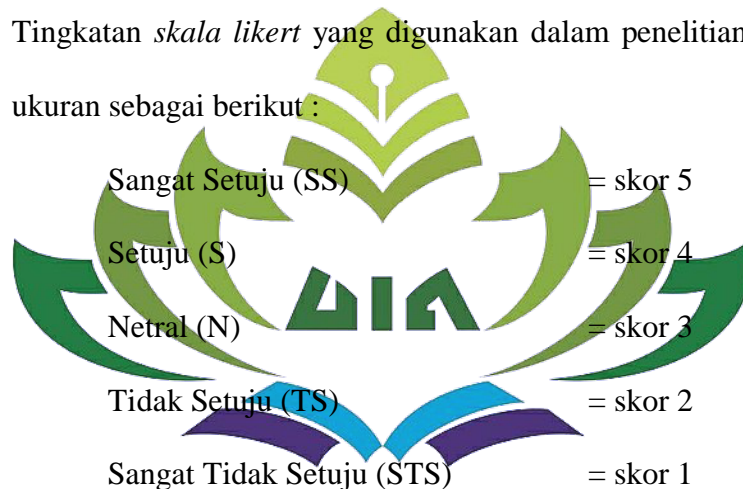 Tingkatan skala likert yang digunakan dalam penelitian
ukuran sebagai berikut :
Sangat Setuju (SS) = skor 5
Setuju (S) = skor 4
Netral (N) = skor 3
UIN
Tidak Setuju (TS) = skor 2
Sangat Tidak Setuju (STS) = skor 1